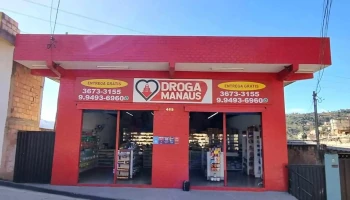 ENTREGA GRÁTIS
3673-3155
9.9493-6960
DROGA
MANAUS
ENTREGA GRÁTIS
3673-3155
9.9493-6960